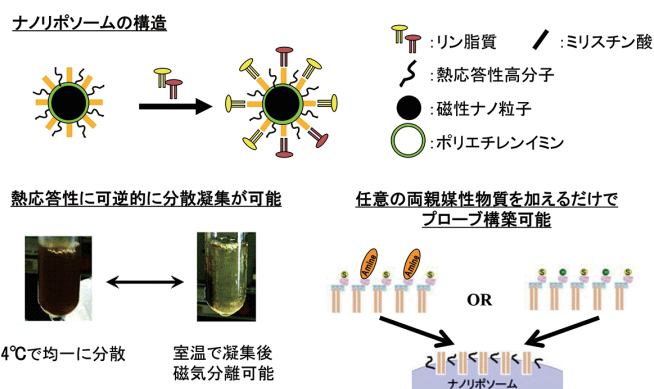 ナノリポソームの構造
:リン脂質
:ミリスチン酸
:熱応答性高分子
:磁性ナノ粒子
:ポリエチレンイミン
熱応答性に可逆的に分散凝集が可能
4℃で均一に分散
室温で凝集後
磁気分離可能
任意の両親媒性物質を加えるだけで
プローブ構築可能
Amine
Amine
S
S
S
OR
S
S
S
ナノリポソーム